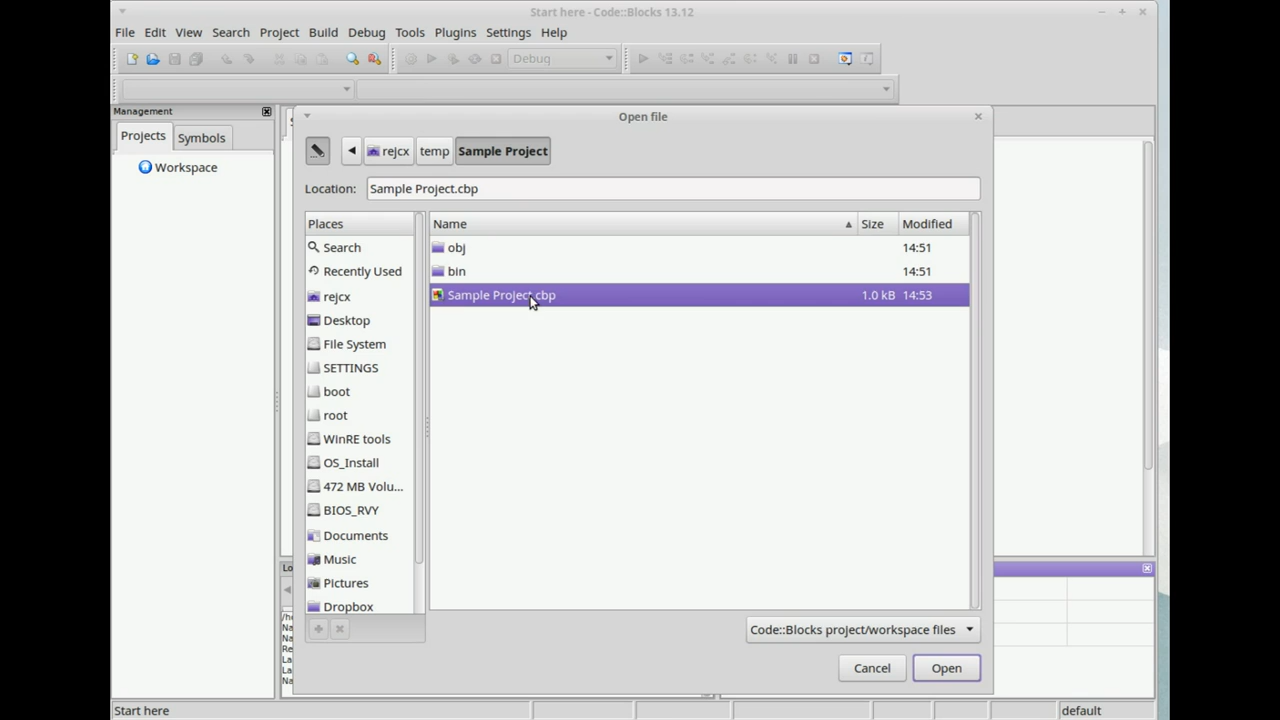 Start here - Code::Blocks 13.12
File Edit View Search Project Build Debug Tools Plugins Settings Help
Debug
Management
Projects Symbols
Workspace
Open file
rejcx temp Sample Project
Location: Sample Project.cbp
Places Name Size Modified
Search obj 14:51
Recently Used bin 14:51
rejcx Sample Project.cbp 1.0 kB 14:53
Desktop
File System
SETTINGS
boot
root
WinRE tools
OS_Install
472 MB Volu...
BIOS_RVY
Documents
Music
Pictures
Dropbox
Code::Blocks project/workspace files
Cancel Open
Start here default